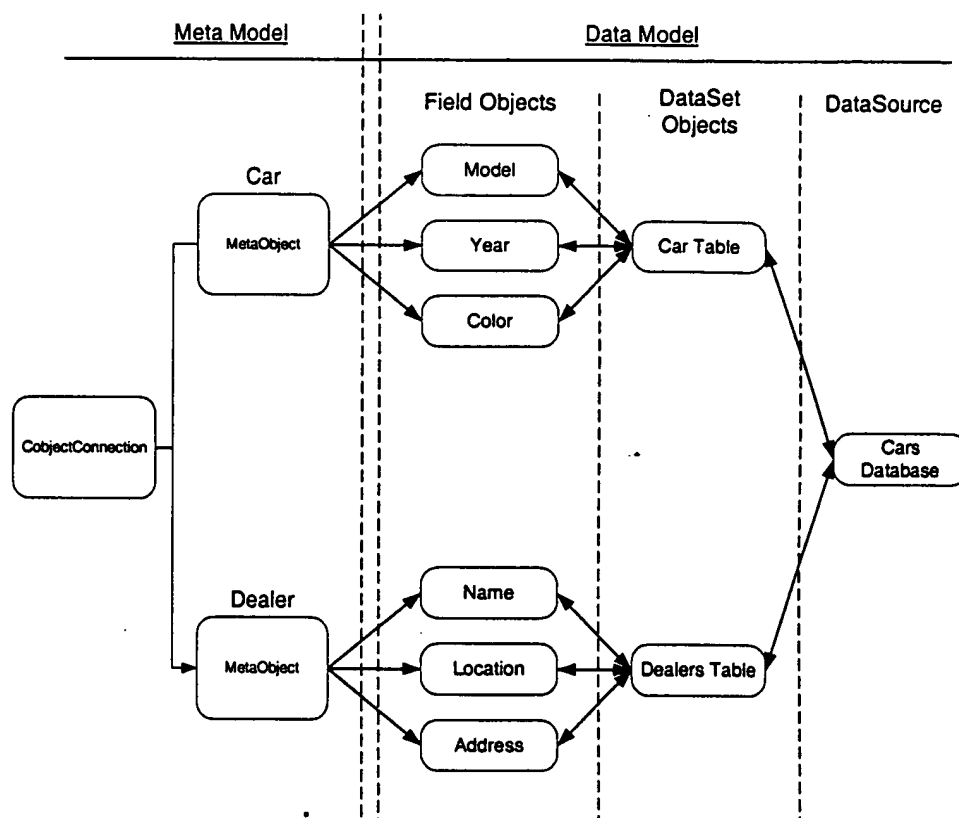 Meta Model
Data Model
Field Objects
DataSet
Objects
DataSource
Car
MetaObject
Model
Year
Color
Car Table
CobjectConnection
Cars
Database
Dealer
MetaObject
Name
Location
Address
Dealers Table